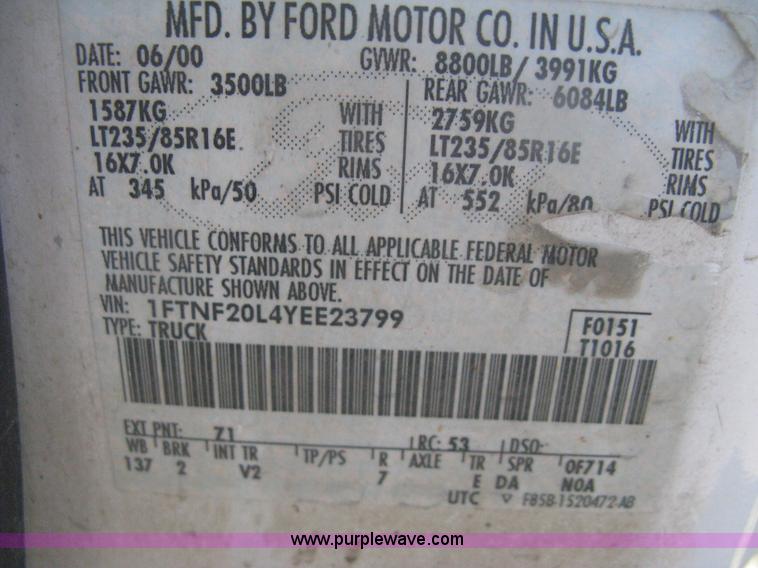 MFD. BY FORD MOTOR CO. IN U.S.A.
DATE: 06/00 GVWR: 8800LB/ 3991KG
FRONT GAWR: 3500LB REAR GAWR: 6084LB
1587KG WITH 2759KG WITH
LT235/85R16E TIRES LT235/85R16E TIRES
16X7.0K RIMS 16X7.0K RIMS
AT 345 kPa/50 PSI COLD AT 552 kPa/80 PSI COLD
THIS VEHICLE CONFORMS TO ALL APPLICABLE FEDERAL MOTOR
VEHICLE SAFETY STANDARDS IN EFFECT ON THE DATE OF
MANUFACTURE SHOWN ABOVE.
VIN: 1FTNF20L4YEE23799 F0151
TYPE: TRUCK T1016
EXT PNT: Z1 RC: 53 DSO:
WB BRK INT TR TP/PS R AXLE TR SPR 0F714
137 2 V2 7 E DA N0A
UTC F85B-1520472-AB
www.purplewave.com